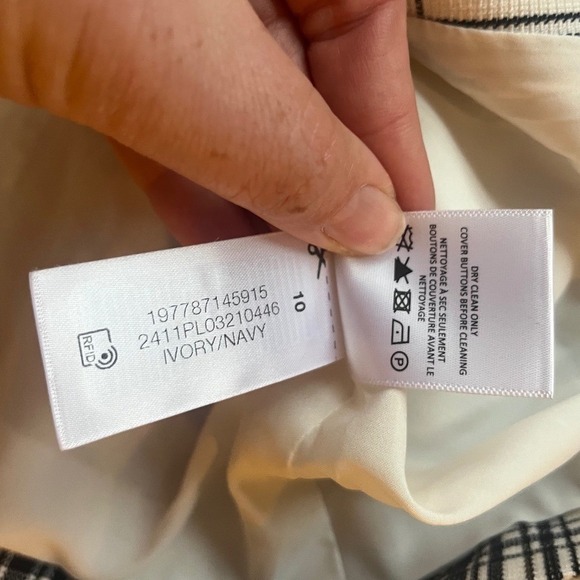 197787145915
2411PL03210446
IVORY/NAVY
10
RFID
DRY CLEAN ONLY
COVER BUTTONS BEFORE CLEANING
NETTOYAGE À SEC SEULEMENT
BOUTONS DE COUVERTURE AVANT LE
NETTOYAGE
P